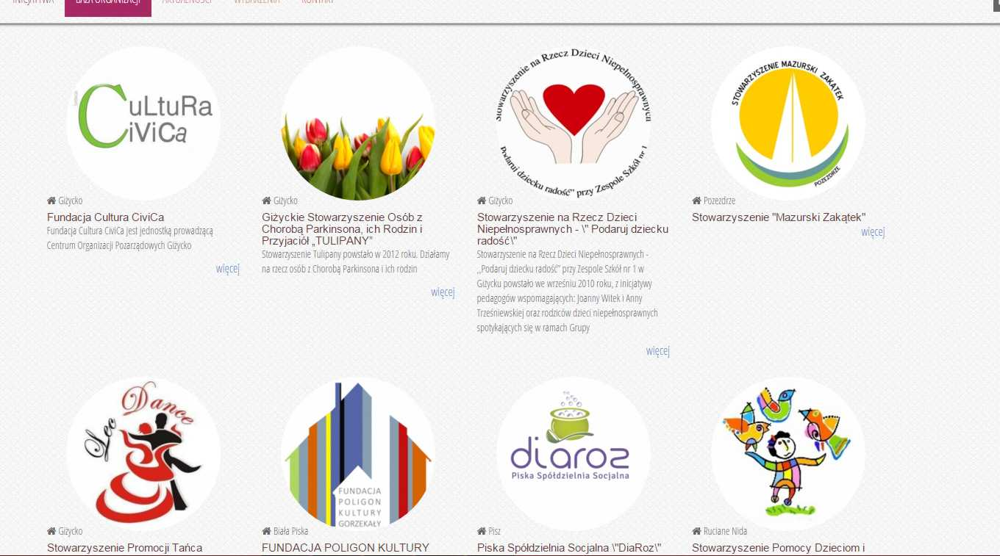 INICJATYWA BAZA ORGANIZACJI AKTUALNOŚCI WYDARZENIA KONTAKT
CuLtuRa
CiViCa
Stowarzyszenie na Rzecz Dzieci Niepełnosprawnych
"Podaruj dziecku radość" przy Zespole Szkół nr 1
STOWARZYSZENIE MAZURSKI ZAKĄTEK
POZEZDRZE
Giżycko
Fundacja Cultura CiviCa
Fundacja Cultura CiviCa jest jednostką prowadzącą
Centrum Organizacji Pozarządowych Giżycko
więcej
Giżycko
Giżyckie Stowarzyszenie Osób z
Chorobą Parkinsona, ich Rodzin i
Przyjaciół „TULIPANY”
Stowarzyszenie Tulipany powstało w 2012 roku. Działamy
na rzecz osób z Chorobą Parkinsona i ich rodzin
więcej
Giżycko
Stowarzyszenie na Rzecz Dzieci
Niepełnosprawnych - \" Podaruj dziecku
radość\"
Stowarzyszenie na Rzecz Dzieci Niepełnosprawnych -
,,Podaruj dziecku radość” przy Zespole Szkół nr 1 w
Giżycku powstało we wrześniu 2010 roku, z inicjatywy
pedagogów wspomagających: Joanny Witek i Anny
Trześniewskiej oraz rodziców dzieci niepełnosprawnych
spotykających się w ramach Grupy
więcej
Pozezdrze
Stowarzyszenie "Mazurski Zakątek"
więcej
Lec Dance
FUNDACJA
POLIGON
KULTURY
GORZEKAŁY
diaroz
Piska Spółdzielnia Socjalna
Giżycko
Stowarzyszenie Promocji Tańca
Biała Piska
FUNDACJA POLIGON KULTURY
Pisz
Piska Spółdzielnia Socjalna \"DiaRoz\"
Ruciane Nida
Stowarzyszenie Pomocy Dzieciom i